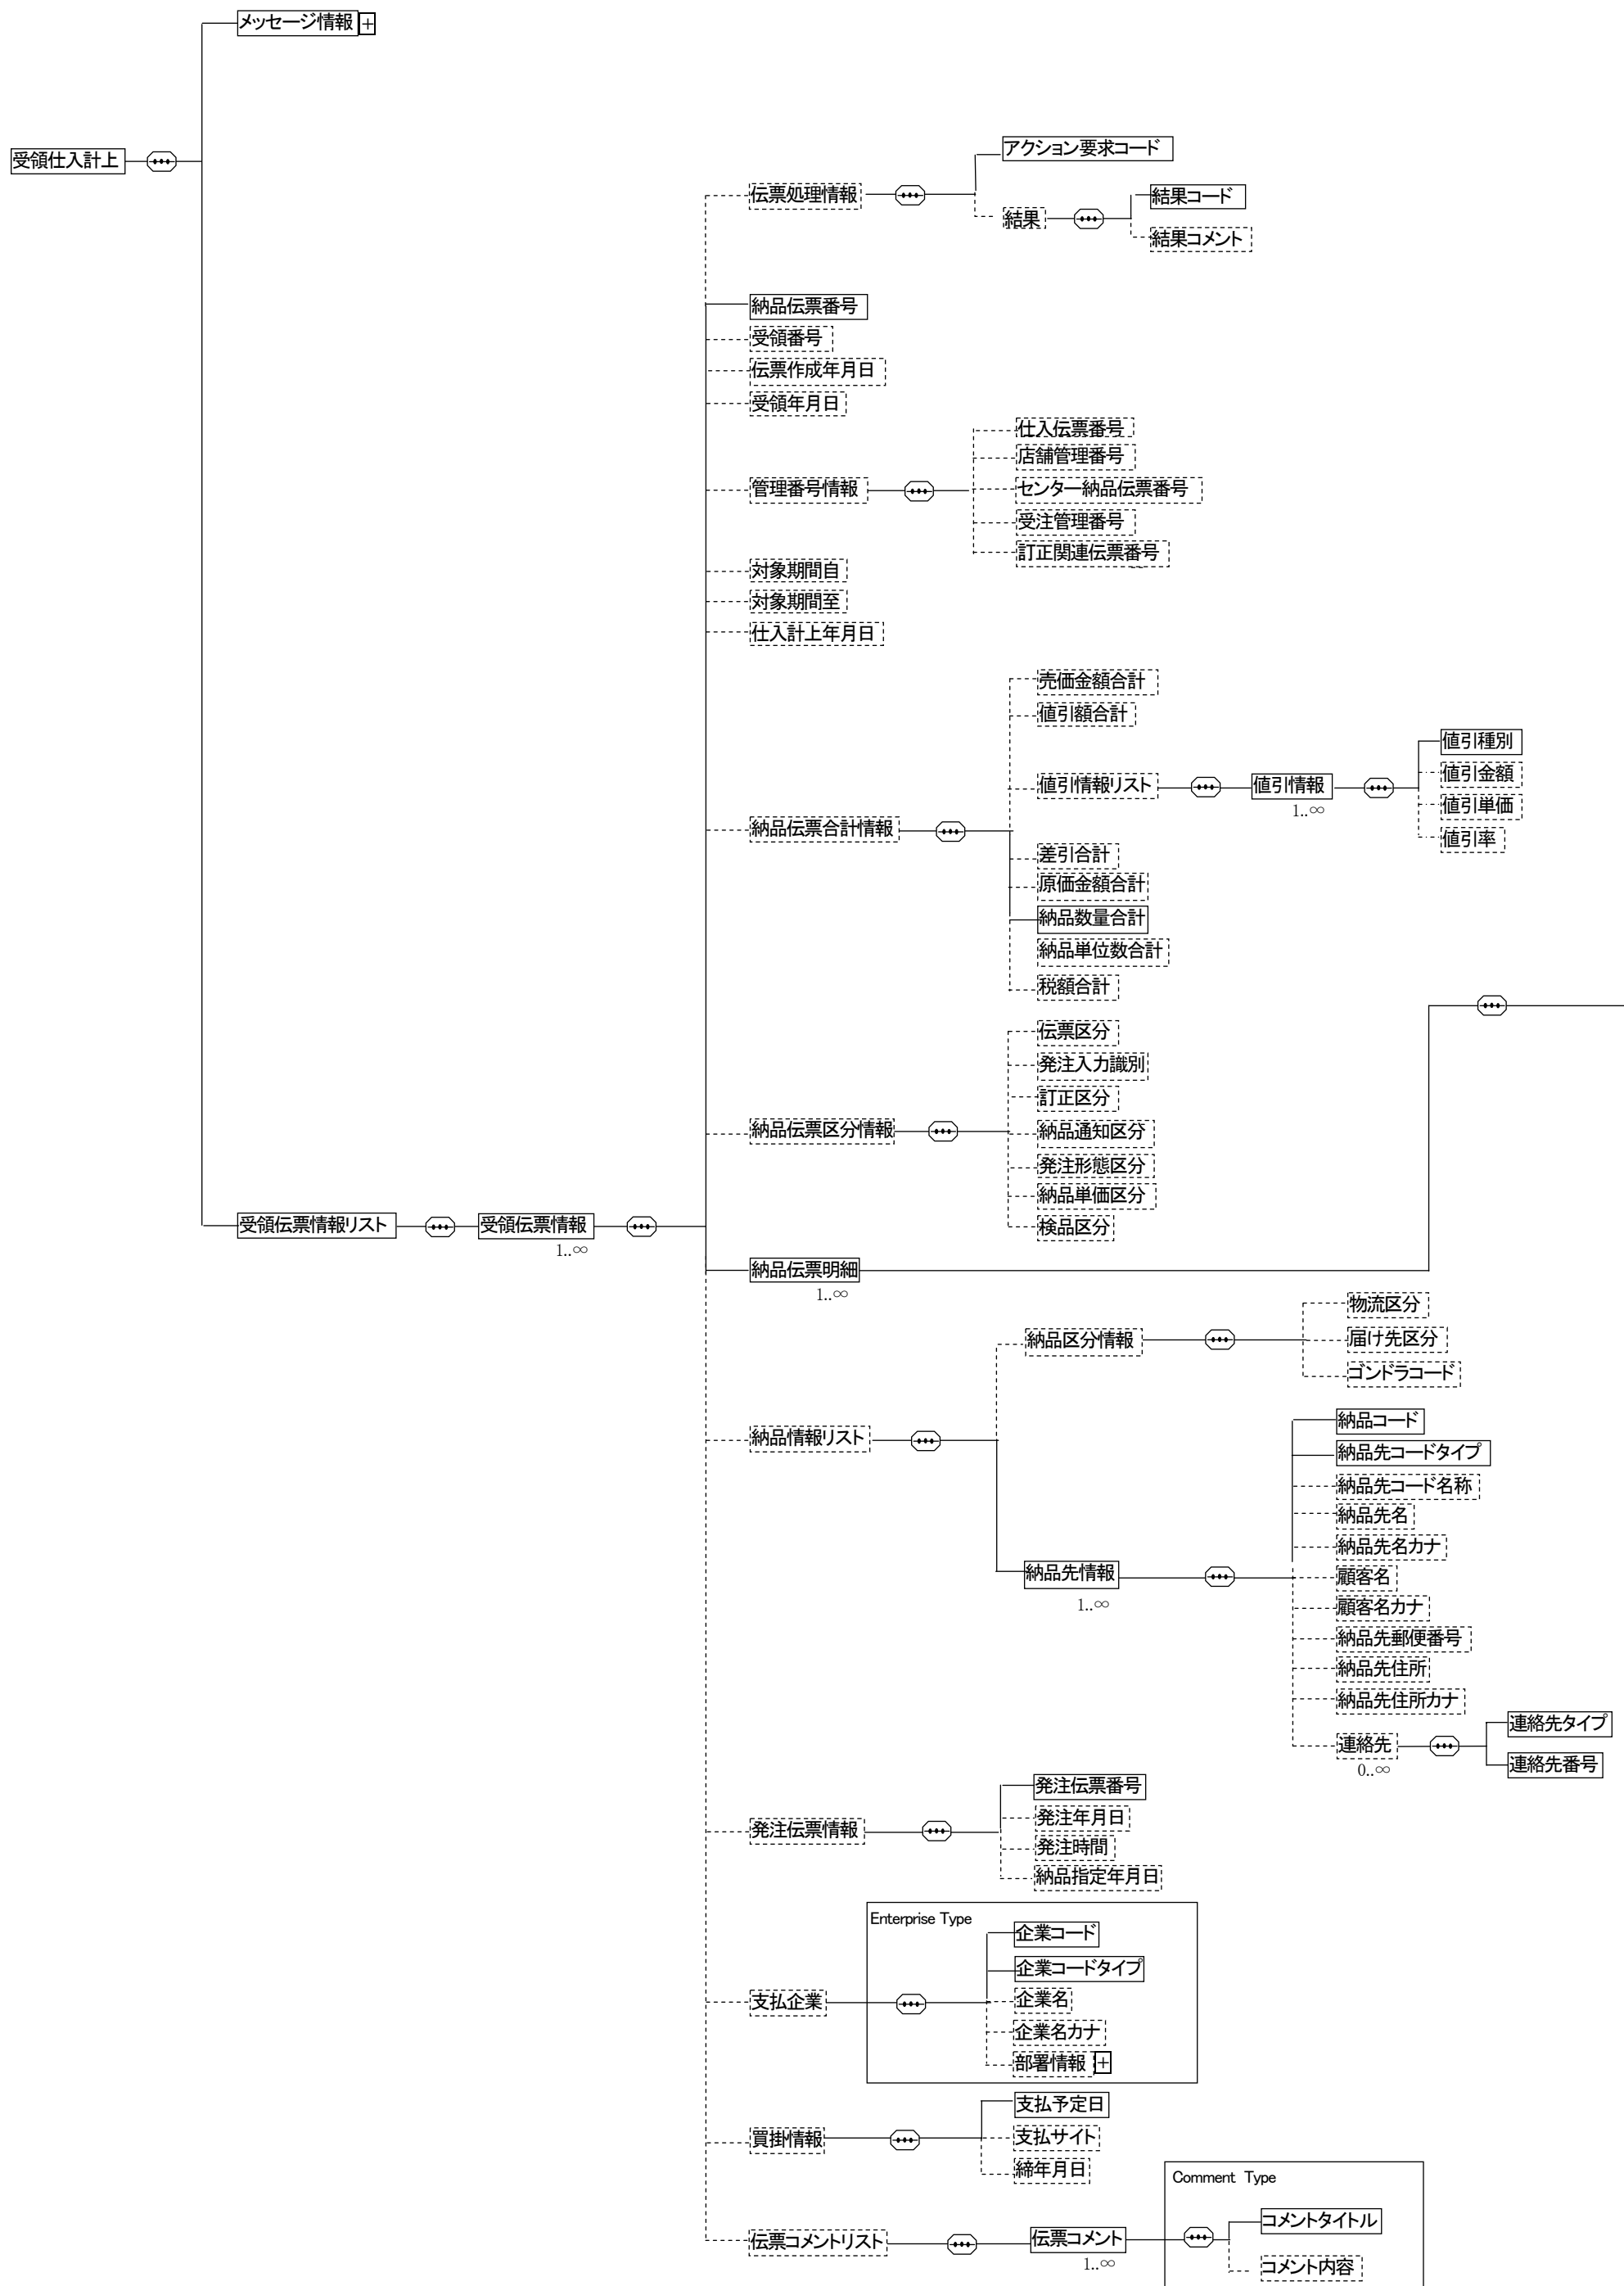 メッセージ情報
受領仕入計上
アクション要求コード
伝票処理情報
結果コード
結果
結果コメント
納品伝票番号
受領番号
伝票作成年月日
受領年月日
仕入伝票番号
店舗管理番号
管理番号情報
センター納品伝票番号
受注管理番号
訂正関連伝票番号
対象期間自
対象期間至
仕入計上年月日
売価金額合計
値引額合計
値引種別
値引情報リスト
値引情報
1..∞
値引金額
値引単価
値引率
納品伝票合計情報
差引合計
原価金額合計
納品数量合計
納品単位数合計
税額合計
伝票区分
発注入力識別
訂正区分
納品伝票区分情報
納品通知区分
発注形態区分
納品単価区分
検品区分
受領伝票情報リスト
受領伝票情報
1..∞
納品伝票明細
1..∞
物流区分
納品区分情報
届け先区分
ゴンドラコード
納品情報リスト
納品コード
納品先コードタイプ
納品先コード名称
納品先名
納品先名カナ
納品先情報
1..∞
顧客名
顧客名カナ
納品先郵便番号
納品先住所
納品先住所カナ
連絡先
0..∞
連絡先タイプ
連絡先番号
発注伝票番号
発注年月日
発注伝票情報
発注時間
納品指定年月日
Enterprise Type
企業コード
企業コードタイプ
支払企業
企業名
企業名カナ
部署情報
支払予定日
買掛情報
支払サイト
締年月日
Comment Type
コメントタイトル
伝票コメントリスト
伝票コメント
1..∞
コメント内容